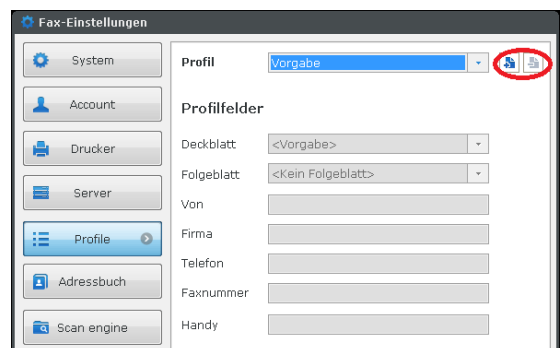 Fax-Einstellungen
System
Account
Drucker
Server
Profile
Adressbuch
Scan engine
Profil Vorgabe
Profilfelder
Deckblatt <Vorgabe>
Folgeblatt <Kein Folgeblatt>
Von
Firma
Telefon
Faxnummer
Handy